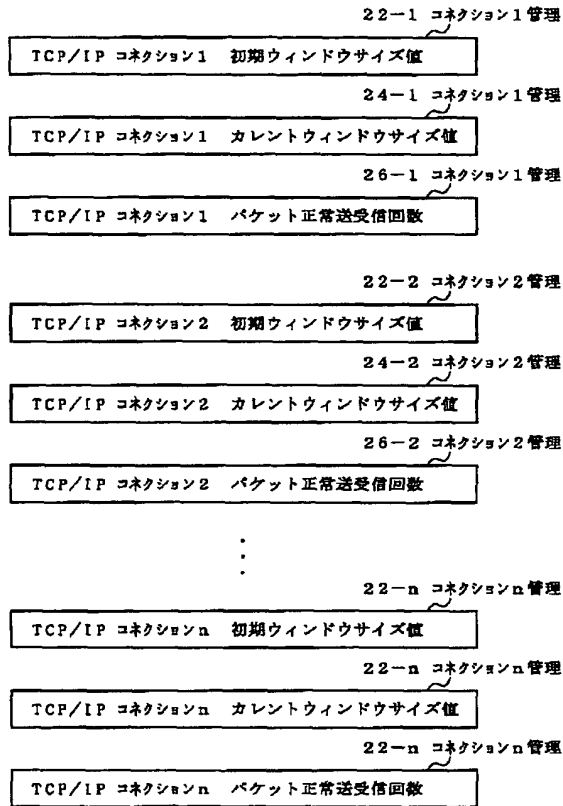 22-1 コネクション1管理
TCP/IP コネクション1 初期ウィンドウサイズ値
24-1 コネクション1管理
TCP/IP コネクション1 カレントウィンドウサイズ値
26-1 コネクション1管理
TCP/IP コネクション1 パケット正常送受信回数
22-2 コネクション2管理
TCP/IP コネクション2 初期ウィンドウサイズ値
24-2 コネクション2管理
TCP/IP コネクション2 カレントウィンドウサイズ値
26-2 コネクション2管理
TCP/IP コネクション2 パケット正常送受信回数
22-n コネクションn管理
TCP/IP コネクションn 初期ウィンドウサイズ値
22-n コネクションn管理
TCP/IP コネクションn カレントウィンドウサイズ値
22-n コネクションn管理
TCP/IP コネクションn パケット正常送受信回数